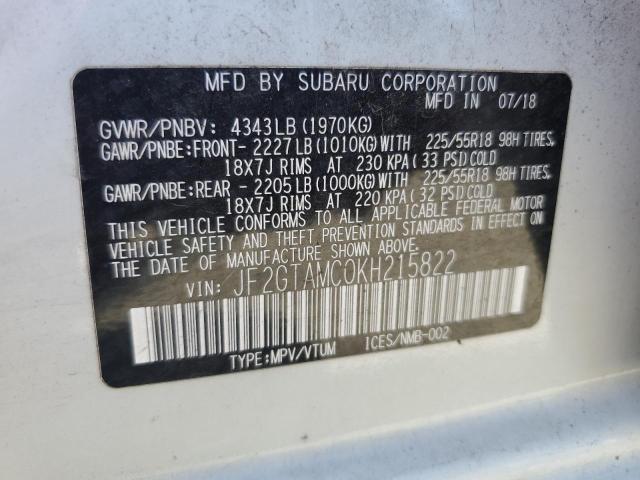 MFD BY SUBARU CORPORATION
MFD IN 07/18
GVWR/PNBV: 4343LB (1970KG)
GAWR/PNBE:FRONT- 2227LB (1010KG)WITH 225/55R18 98H TIRES,
18X7J RIMS AT 230 KPA (33 PSI)COLD
GAWR/PNBE:REAR - 2205LB (1000KG)WITH 225/55R18 98H TIRES,
18X7J RIMS AT 220 KPA (32 PSI)COLD
THIS VEHICLE CONFORMS TO ALL APPLICABLE FEDERAL MOTOR
VEHICLE SAFETY AND THEFT PREVENTION STANDARDS IN EFFECT ON
THE DATE OF MANUFACTURE SHOWN ABOVE.
VIN: JF2GTAMC0KH215822
TYPE:MPV/VTUM ICES/NMB-002